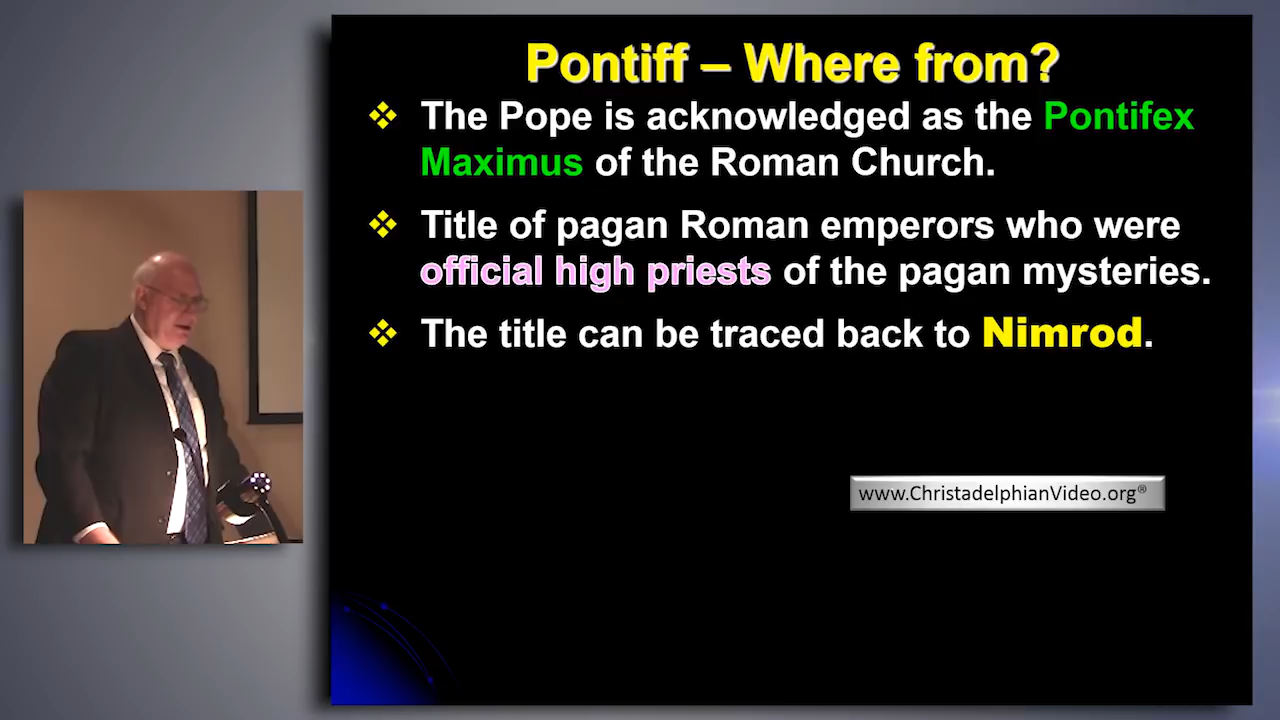 Pontiff – Where from?
The Pope is acknowledged as the Pontifex
Maximus of the Roman Church.
Title of pagan Roman emperors who were
official high priests of the pagan mysteries.
The title can be traced back to Nimrod.
www.ChristadelphianVideo.org®